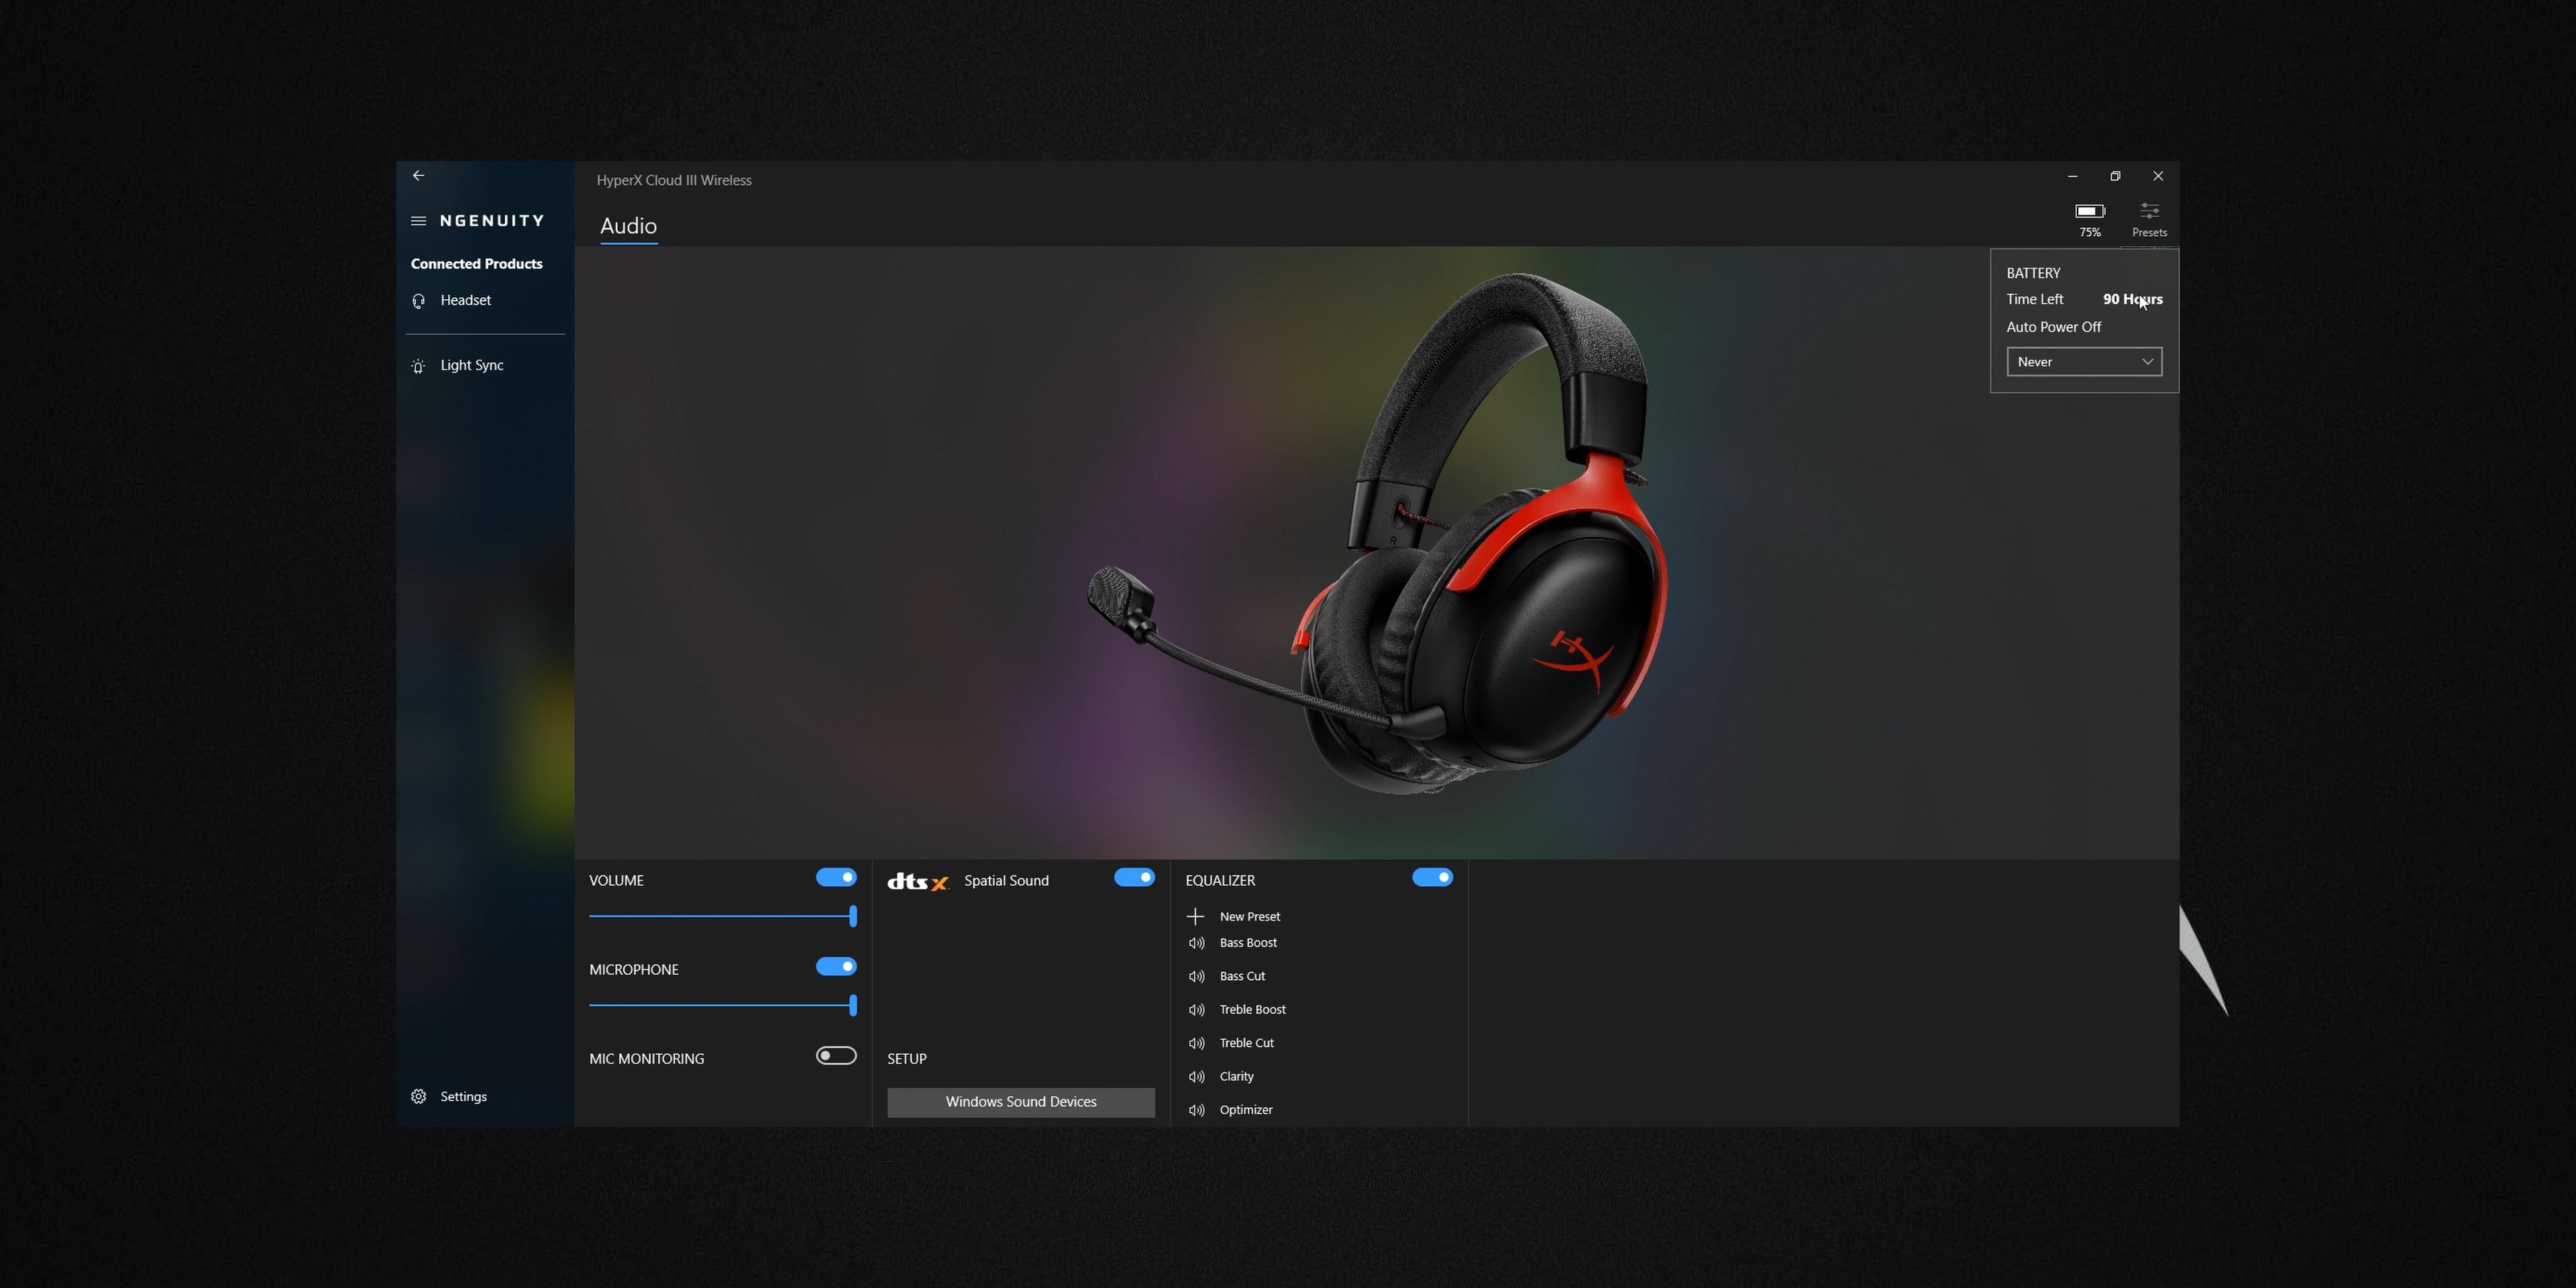 HyperX Cloud III Wireless
NGENUITY
Audio
75%
Presets
Connected Products
Headset
Light Sync
Settings
BATTERY
Time Left 90 Hours
Auto Power Off
Never
R
HX
VOLUME
MICROPHONE
MIC MONITORING
dts x Spatial Sound
SETUP
Windows Sound Devices
EQUALIZER
New Preset
Bass Boost
Bass Cut
Treble Boost
Treble Cut
Clarity
Optimizer